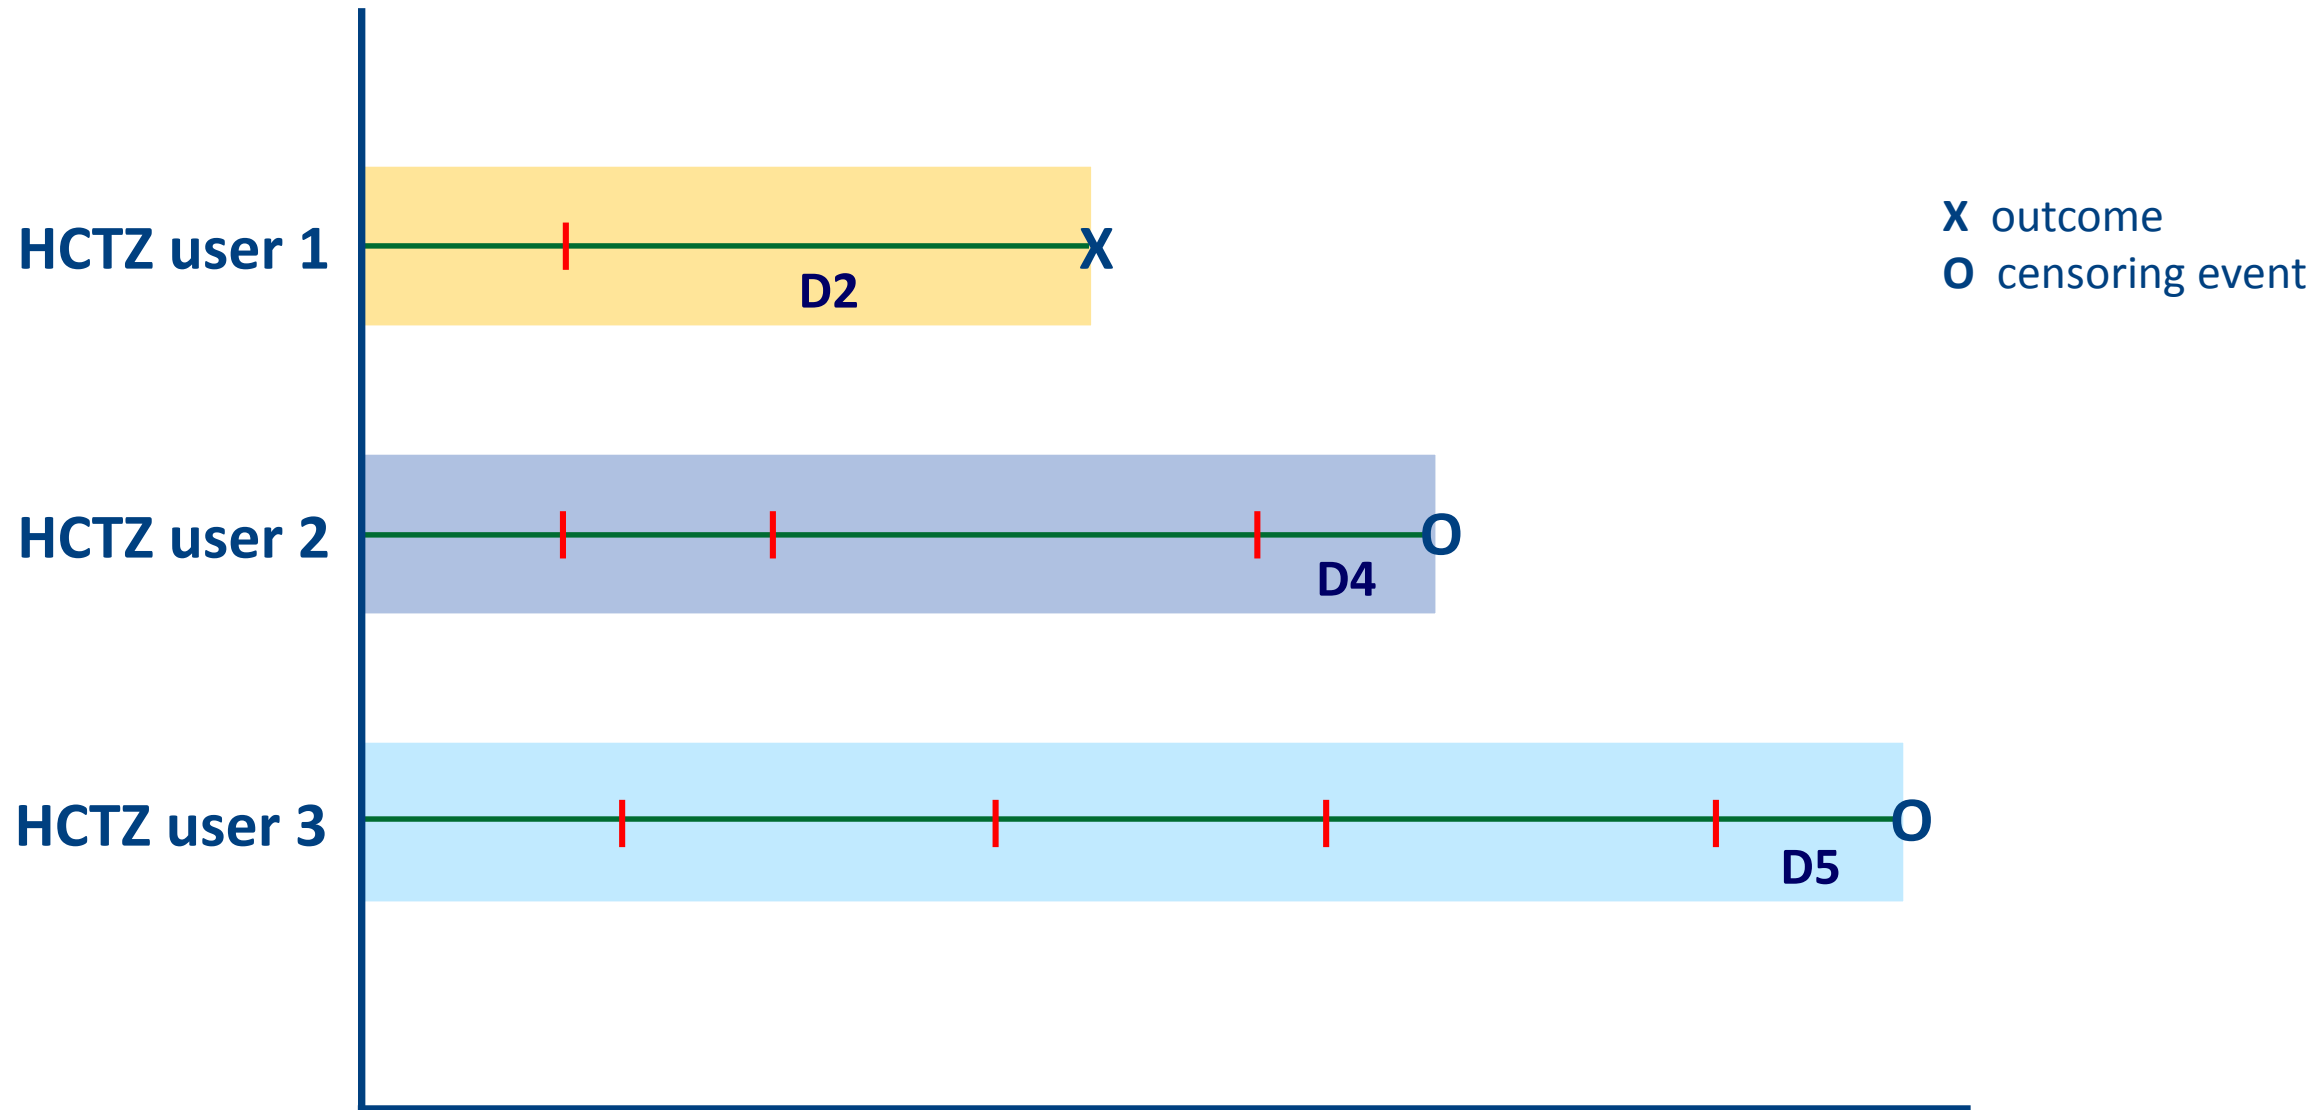 HCTZ user 1
X
D2
X outcome
O censoring event
HCTZ user 2
O
D4
HCTZ user 3
O
D5